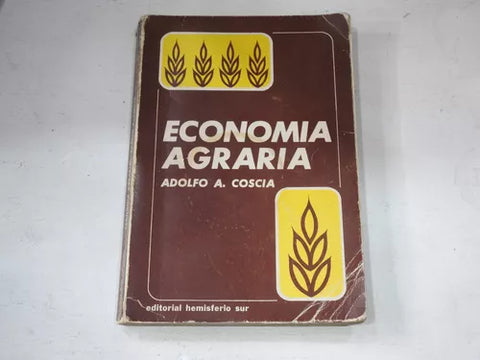 ECONOMIA
AGRARIA
ADOLFO A. COSCIA
editorial hemisferio sur